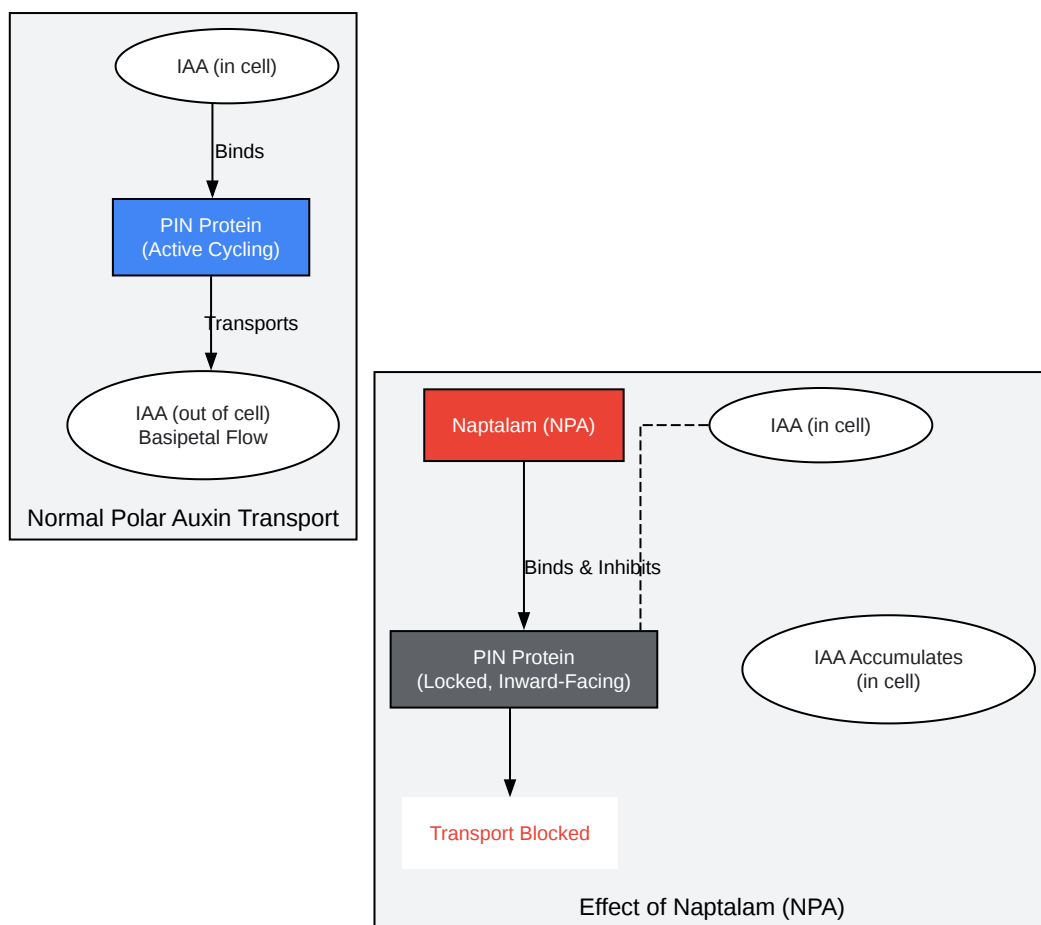 IAA (in cell)
Binds
PIN Protein
(Active Cycling)
Transports
IAA (out of cell)
Basipetal Flow
Normal Polar Auxin Transport
Naptalam (NPA)
IAA (in cell)
Binds & Inhibits
PIN Protein
(Locked, Inward-Facing)
IAA Accumulates
(in cell)
Transport Blocked
Effect of Naptalam (NPA)